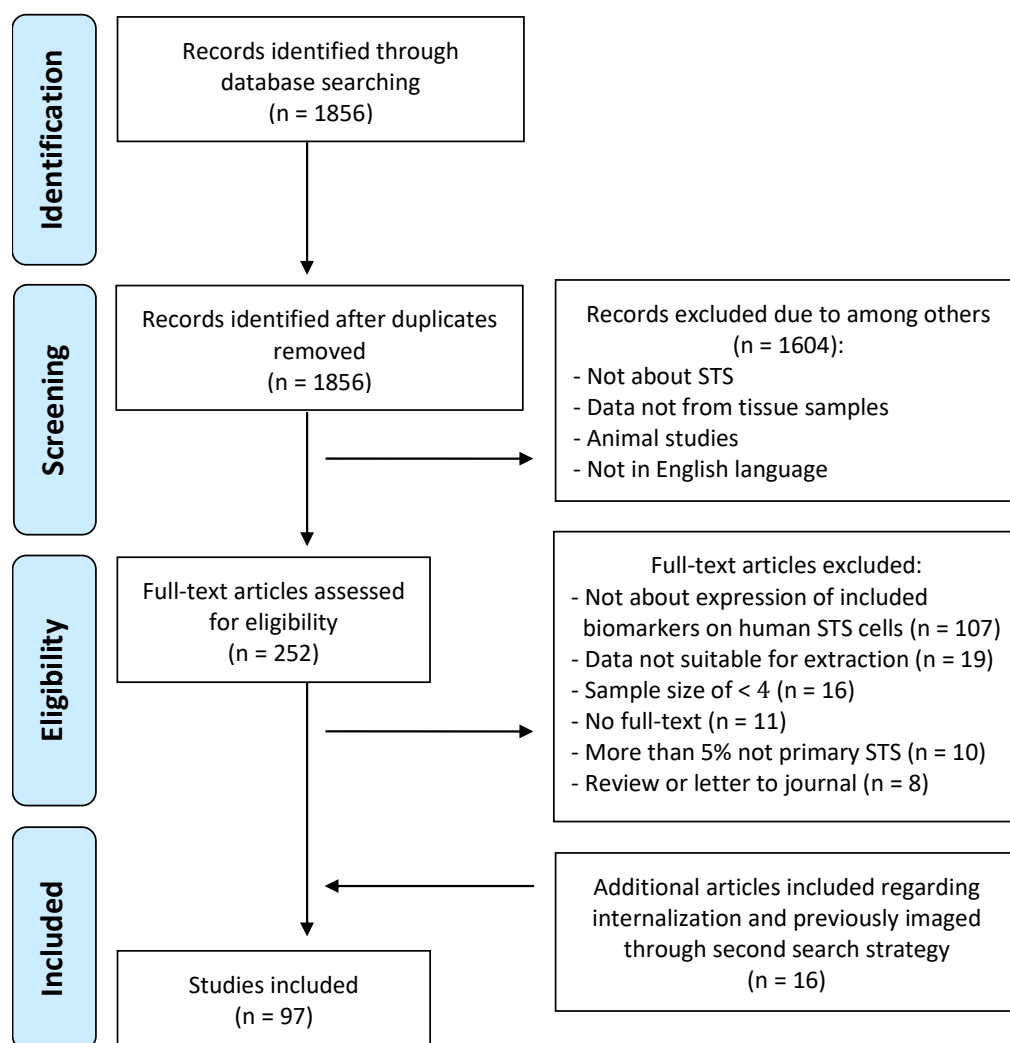 Identification
Records identified through
database searching
(n = 1856)
Screening
Records identified after duplicates
removed
(n = 1856)
Records excluded due to among others
(n = 1604):
- Not about STS
- Data not from tissue samples
- Animal studies
- Not in English language
Eligibility
Full-text articles assessed
for eligibility
(n = 252)
Full-text articles excluded:
- Not about expression of included
biomarkers on human STS cells (n = 107)
- Data not suitable for extraction (n = 19)
- Sample size of < 4 (n = 16)
- No full-text (n = 11)
- More than 5% not primary STS (n = 10)
- Review or letter to journal (n = 8)
Included
Additional articles included regarding
internalization and previously imaged
through second search strategy
(n = 16)
Studies included
(n = 97)